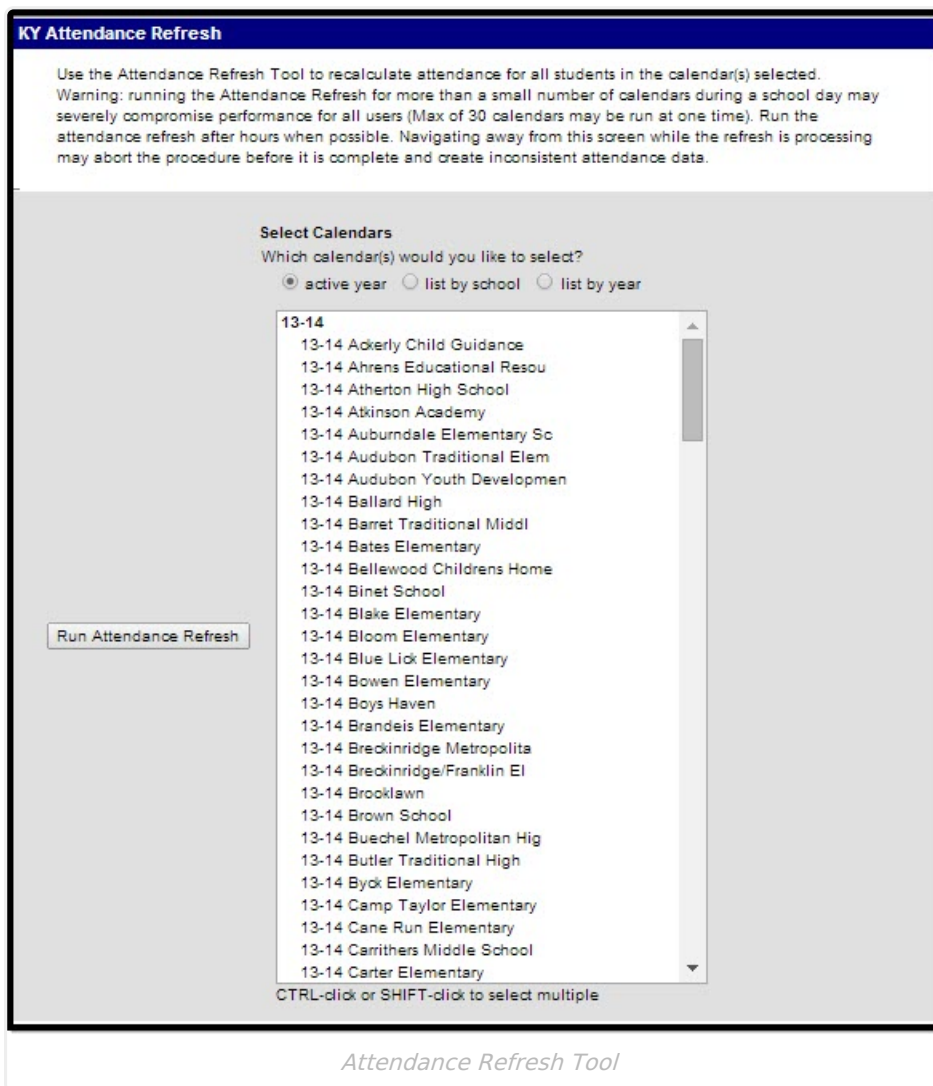 KY Attendance Refresh
Use the Attendance Refresh Tool to recalculate attendance for all students in the calendar(s) selected.
Warning: running the Attendance Refresh for more than a small number of calendars during a school day may
severely compromise performance for all users (Max of 30 calendars may be run at one time). Run the
attendance refresh after hours when possible. Navigating away from this screen while the refresh is processing
may abort the procedure before it is complete and create inconsistent attendance data.
Select Calendars
Which calendar(s) would you like to select?
active year list by school list by year
13-14
13-14 Ackerly Child Guidance
13-14 Ahrens Educational Resou
13-14 Atherton High School
13-14 Atkinson Academy
13-14 Auburndale Elementary Sc
13-14 Audubon Traditional Elem
13-14 Audubon Youth Developmen
13-14 Ballard High
13-14 Barret Traditional Middl
13-14 Bates Elementary
13-14 Bellewood Childrens Home
13-14 Binet School
13-14 Blake Elementary
13-14 Bloom Elementary
13-14 Blue Lick Elementary
13-14 Bowen Elementary
13-14 Boys Haven
13-14 Brandeis Elementary
13-14 Breckinridge Metropolita
13-14 Breckinridge/Franklin El
13-14 Brooklawn
13-14 Brown School
13-14 Buechel Metropolitan Hig
13-14 Butler Traditional High
13-14 Byck Elementary
13-14 Camp Taylor Elementary
13-14 Cane Run Elementary
13-14 Carrithers Middle School
13-14 Carter Elementary
Run Attendance Refresh
CTRL-click or SHIFT-click to select multiple
Attendance Refresh Tool